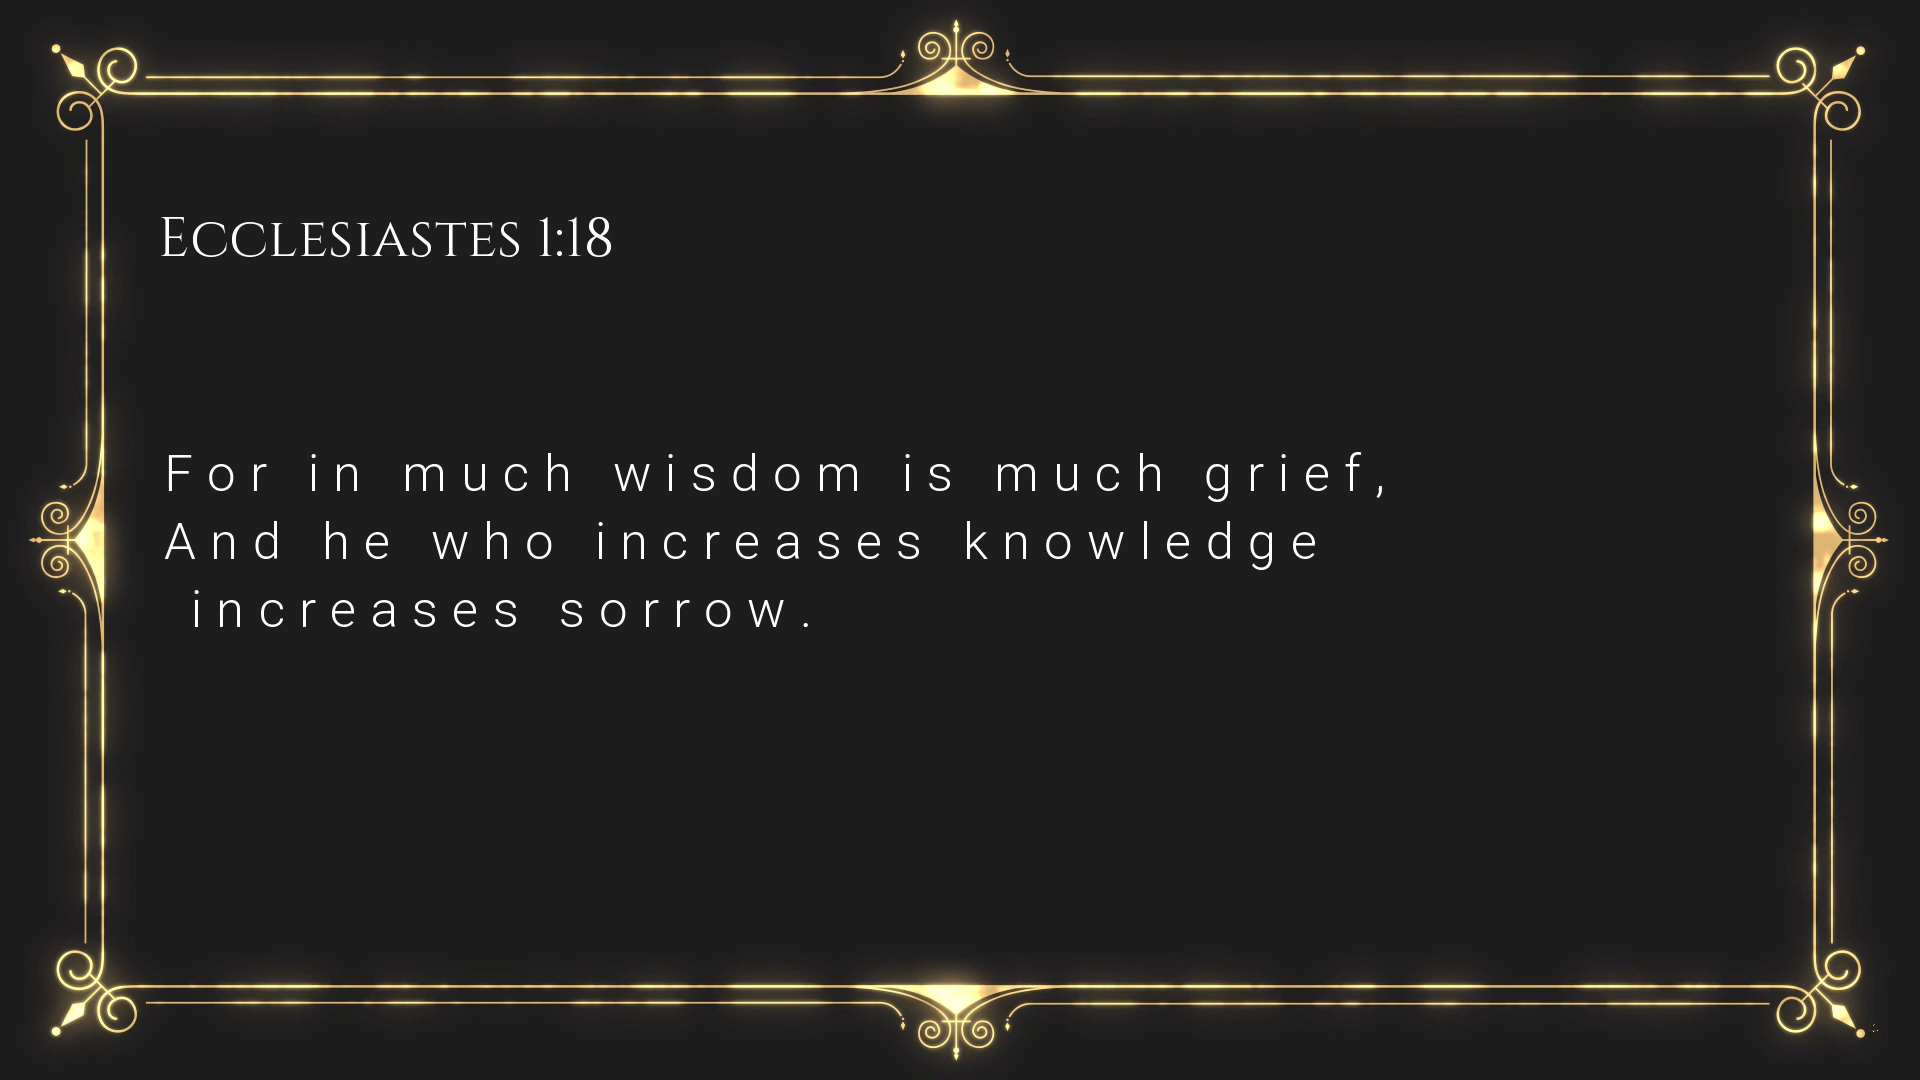 Ecclesiastes 1:18
For in much wisdom is much grief,
And he who increases knowledge
increases sorrow.